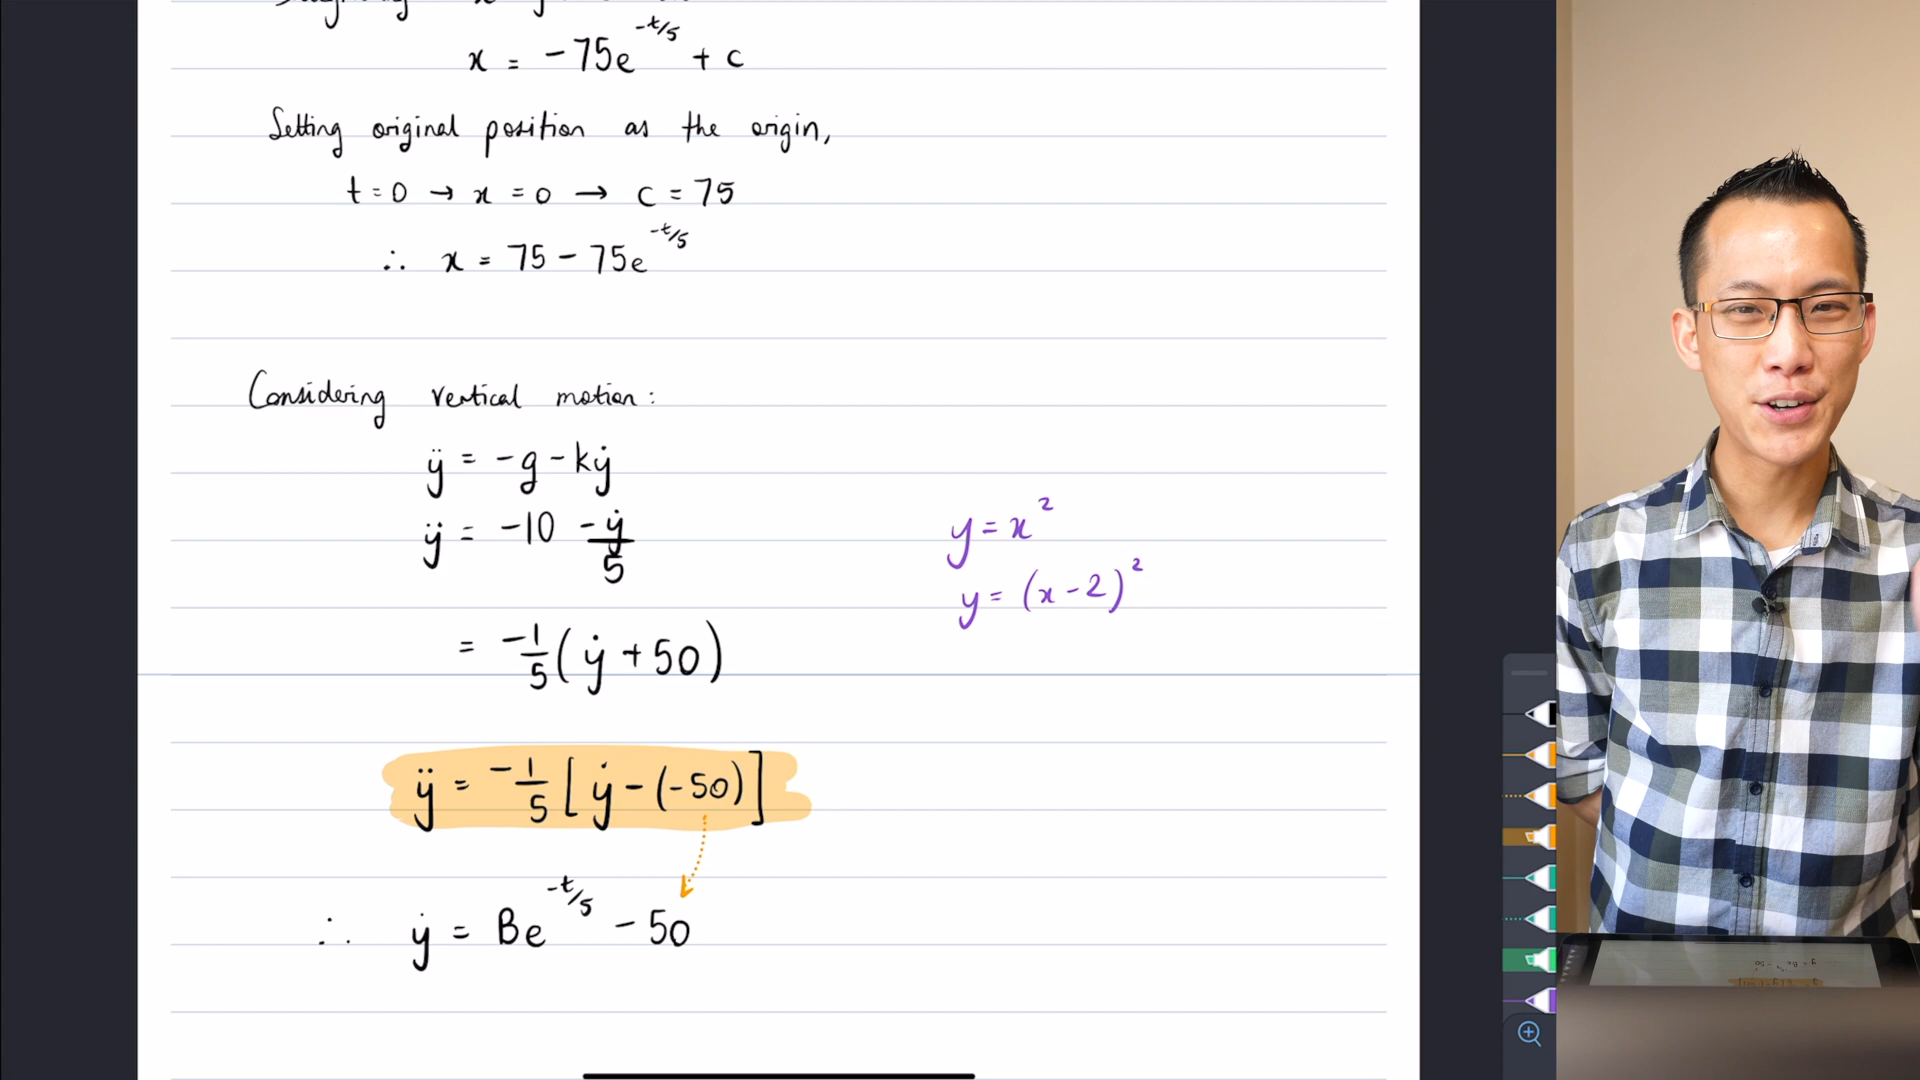 x = -75e^{-t/5} + c
Setting original position as the origin,
t = 0 → x = 0 → c = 75
∴ x = 75 - 75e^{-t/5}
Considering vertical motion:
ÿ = -g - kẏ
ÿ = -10 - ẏ/5
= -1/5 (ẏ + 50)
ÿ = -1/5 [ẏ - (-50)]
∴ ẏ = Be^{-t/5} - 50
y = x²
y = (x - 2)²